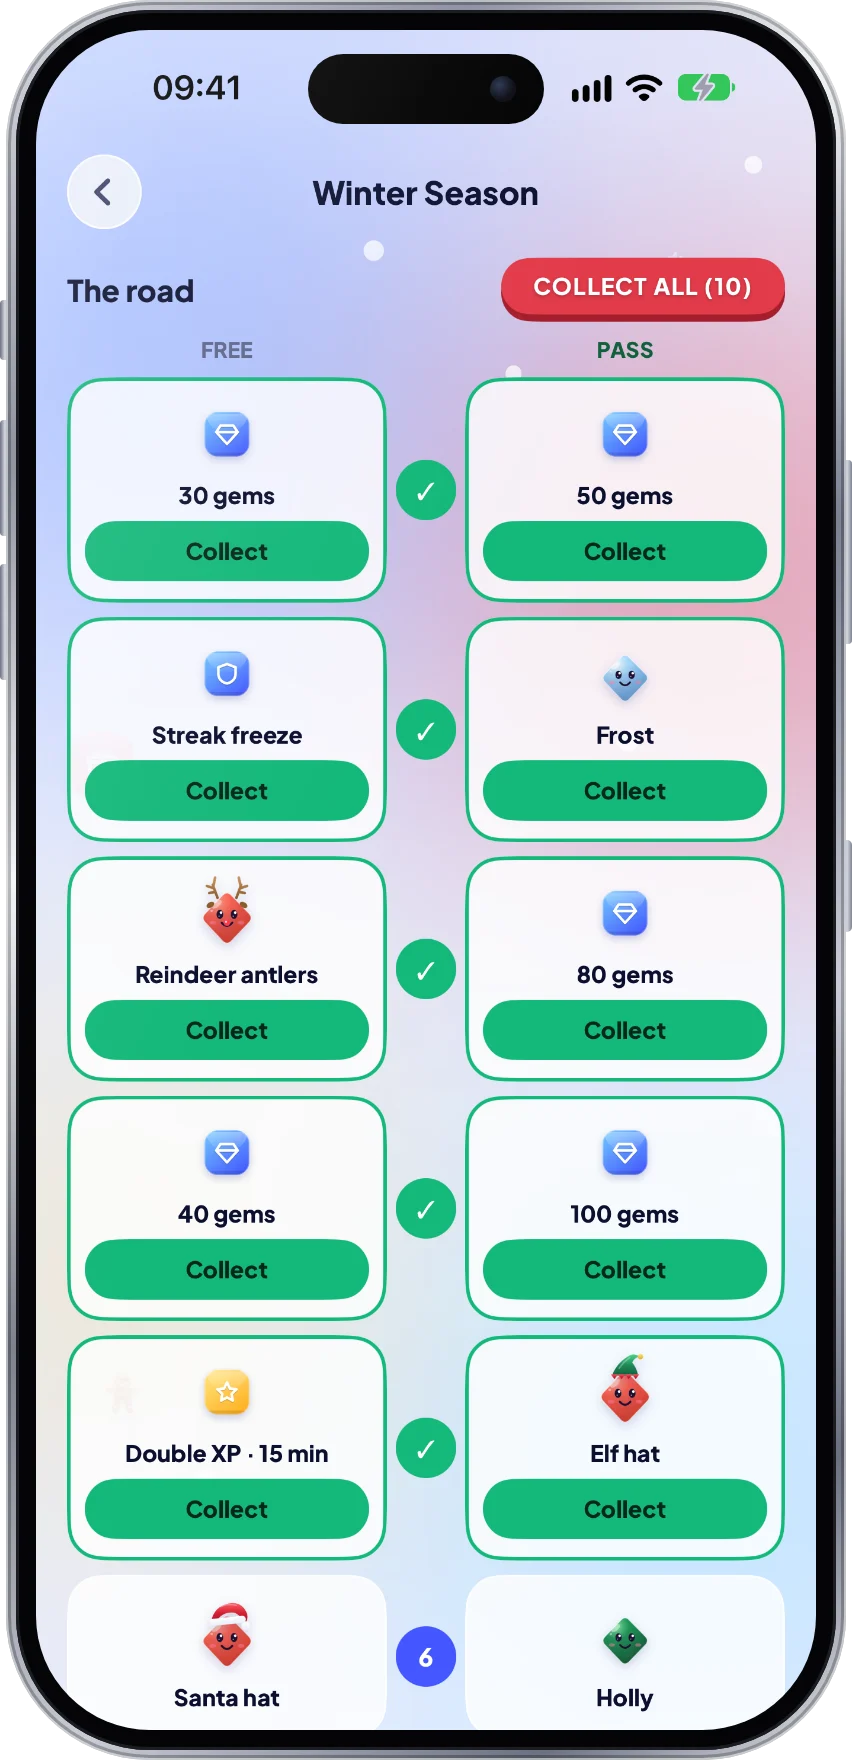 09:41
Winter Season
The road
COLLECT ALL (10)
FREE
PASS
30 gems
Collect
✓
50 gems
Collect
Streak freeze
Collect
✓
Frost
Collect
Reindeer antlers
Collect
✓
80 gems
Collect
40 gems
Collect
✓
100 gems
Collect
Double XP · 15 min
Collect
✓
Elf hat
Collect
Santa hat
6
Holly